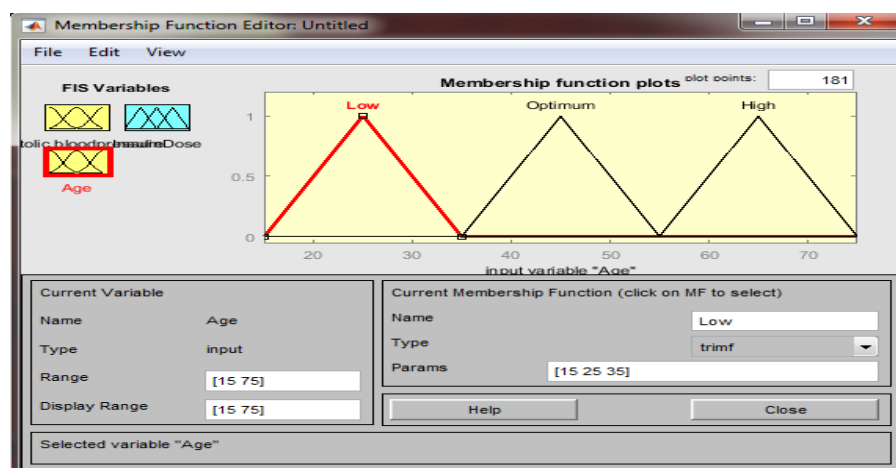 Membership Function Editor: Untitled
File Edit View
FIS Variables
Membership function plots plot points: 181
Low Optimum High
1
0.5
0
tolic bloodpressure
InsulinDose
Age
20 30 40 50 60 70
input variable "Age"
Current Variable
Name Age
Type input
Range [15 75]
Display Range [15 75]
Current Membership Function (click on MF to select)
Name Low
Type trimf
Params [15 25 35]
Help Close
Selected variable "Age"